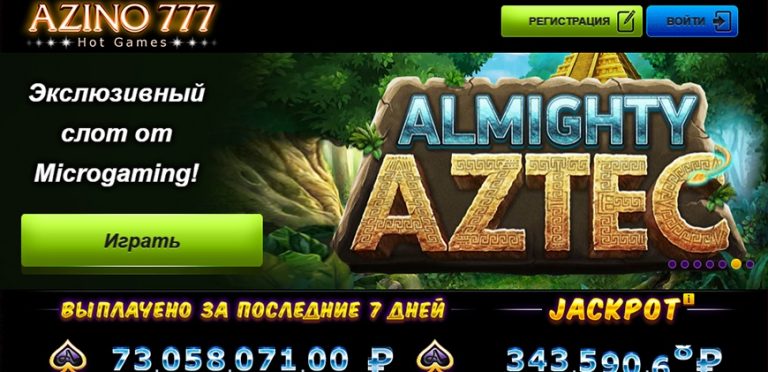 AZINO 777
Hot Games
РЕГИСТРАЦИЯ
ВОЙТИ
Экслюзивный
слот от
Microgaming!
ALMIGHTY
AZTEC
Играть
ВЫПЛАЧЕНО ЗА ПОСЛЕДНИЕ 7 ДНЕЙ
JACKPOT i
73,058,071.00 ₽
343,590.6